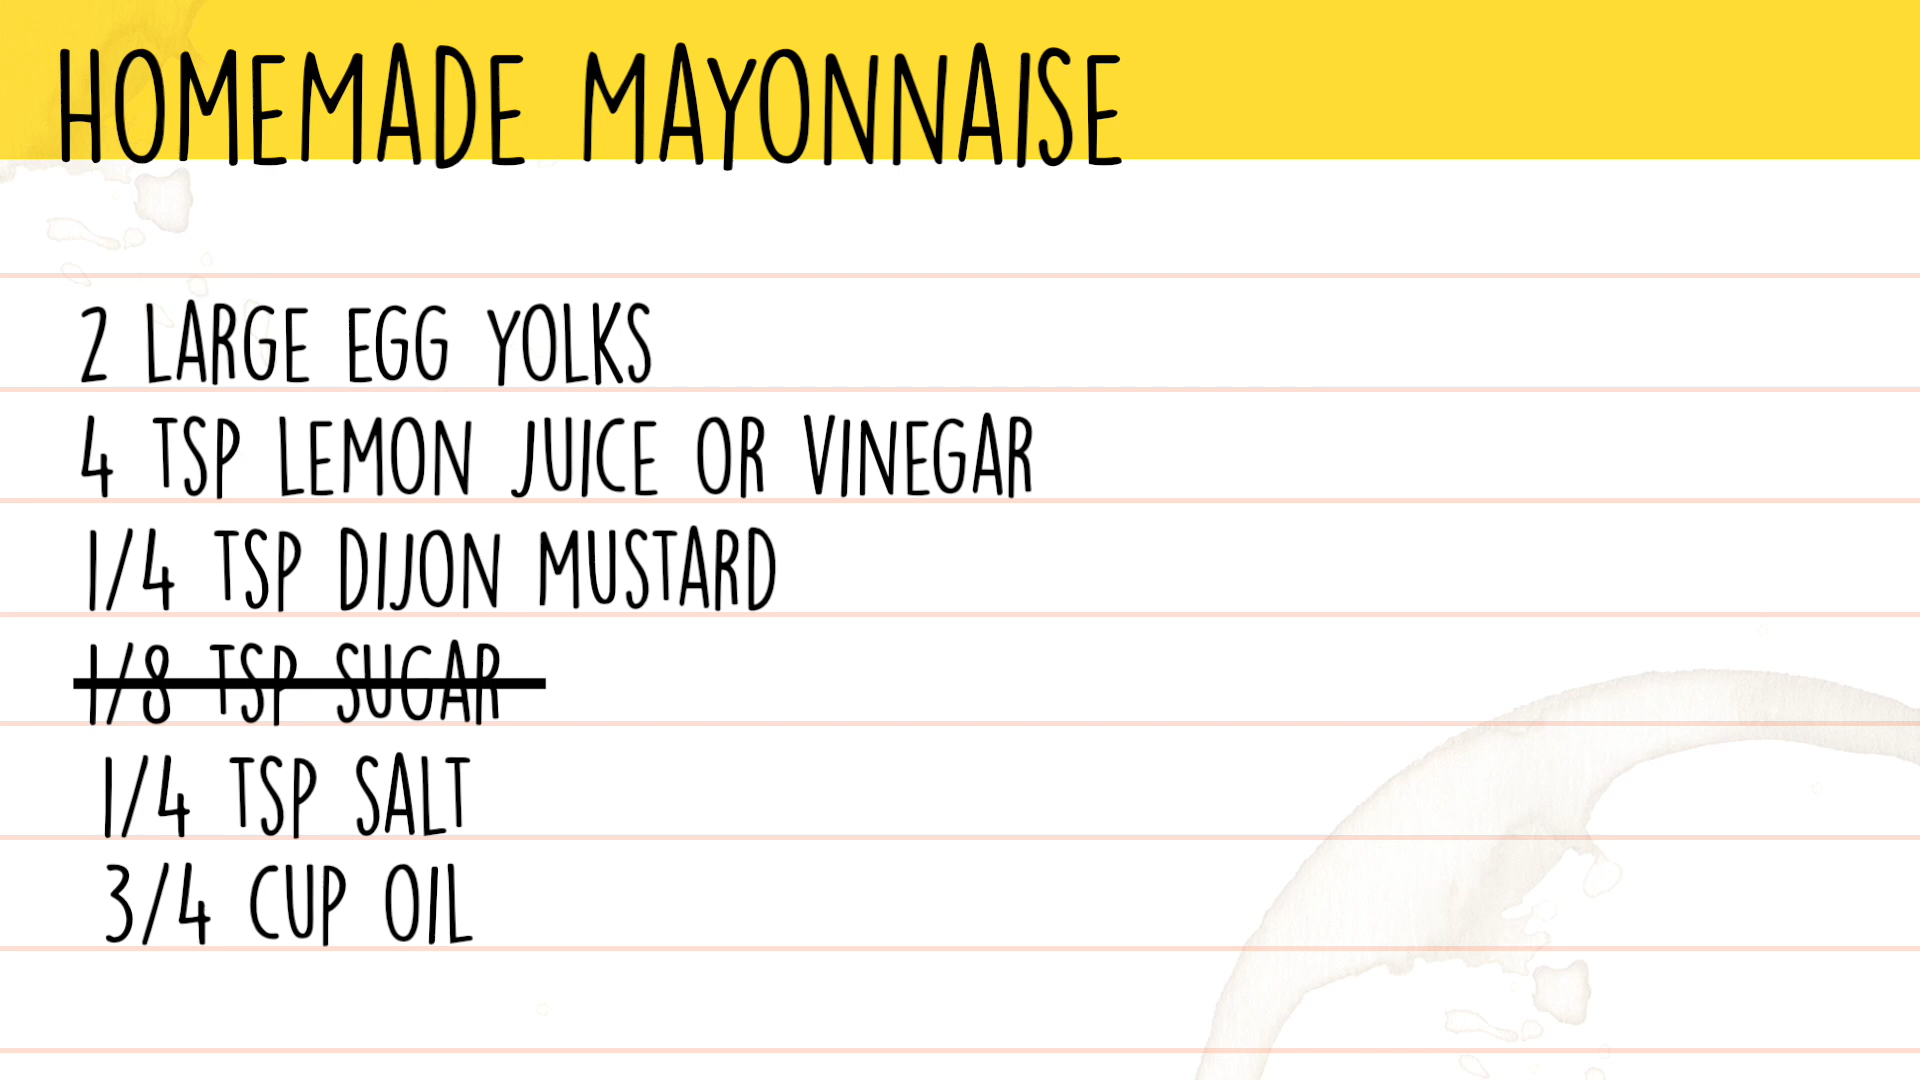 HOMEMADE MAYONNAISE
2 LARGE EGG YOLKS
4 TSP LEMON JUICE OR VINEGAR
1/4 TSP DIJON MUSTARD
1/8 TSP SUGAR
1/4 TSP SALT
3/4 CUP OIL